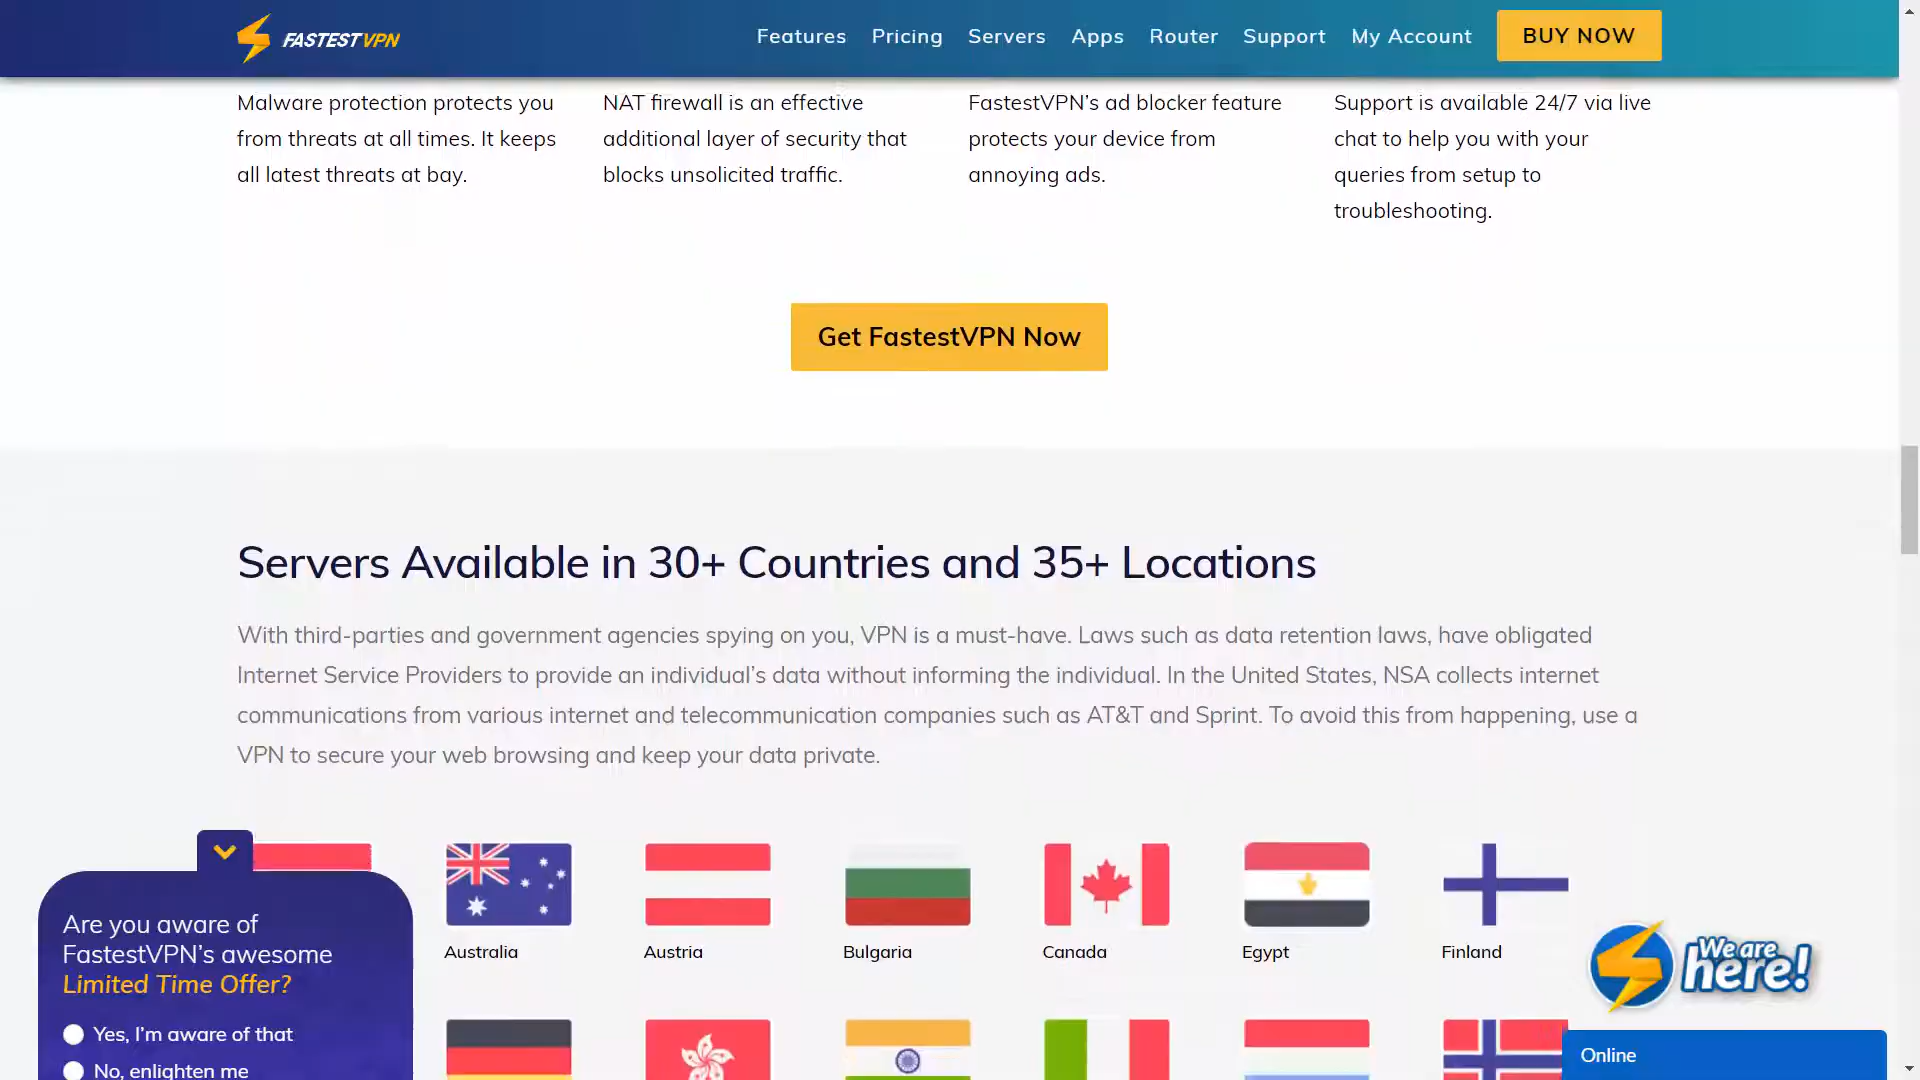 FASTESTVPN
Features Pricing Servers Apps Router Support My Account BUY NOW
Malware protection protects you
from threats at all times. It keeps
all latest threats at bay.
NAT firewall is an effective
additional layer of security that
blocks unsolicited traffic.
FastestVPN’s ad blocker feature
protects your device from
annoying ads.
Support is available 24/7 via live
chat to help you with your
queries from setup to
troubleshooting.
Get FastestVPN Now
Servers Available in 30+ Countries and 35+ Locations
With third-parties and government agencies spying on you, VPN is a must-have. Laws such as data retention laws, have obligated
Internet Service Providers to provide an individual’s data without informing the individual. In the United States, NSA collects internet
communications from various internet and telecommunication companies such as AT&T and Sprint. To avoid this from happening, use a
VPN to secure your web browsing and keep your data private.
Australia Austria Bulgaria Canada Egypt Finland
Are you aware of
FastestVPN’s awesome
Limited Time Offer?
Yes, I’m aware of that
No, enlighten me
We are
here!
Online